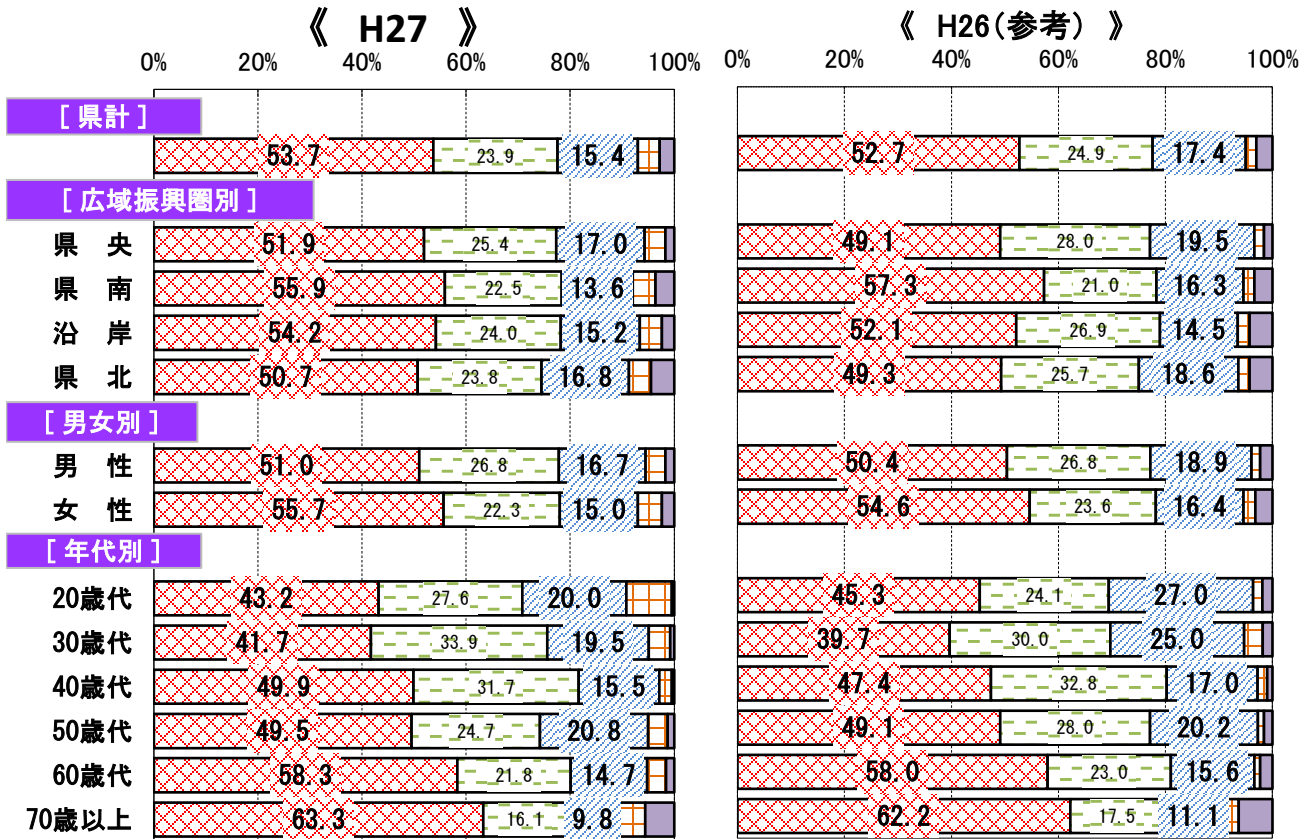 《 H27 》 《 H26(参考) 》
0% 20% 40% 60% 80% 100% 0% 20% 40% 60% 80% 100%
[ 県計 ]
53.7 23.9 15.4 52.7 24.9 17.4
[ 広域振興圏別 ]
県 央 51.9 25.4 17.0 49.1 28.0 19.5
県 南 55.9 22.5 13.6 57.3 21.0 16.3
沿 岸 54.2 24.0 15.2 52.1 26.9 14.5
県 北 50.7 23.8 16.8 49.3 25.7 18.6
[ 男女別 ]
男 性 51.0 26.8 16.7 50.4 26.8 18.9
女 性 55.7 22.3 15.0 54.6 23.6 16.4
[ 年代別 ]
20歳代 43.2 27.6 20.0 45.3 24.1 27.0
30歳代 41.7 33.9 19.5 39.7 30.0 25.0
40歳代 49.9 31.7 15.5 47.4 32.8 17.0
50歳代 49.5 24.7 20.8 49.1 28.0 20.2
60歳代 58.3 21.8 14.7 58.0 23.0 15.6
70歳以上 63.3 16.1 9.8 62.2 17.5 11.1